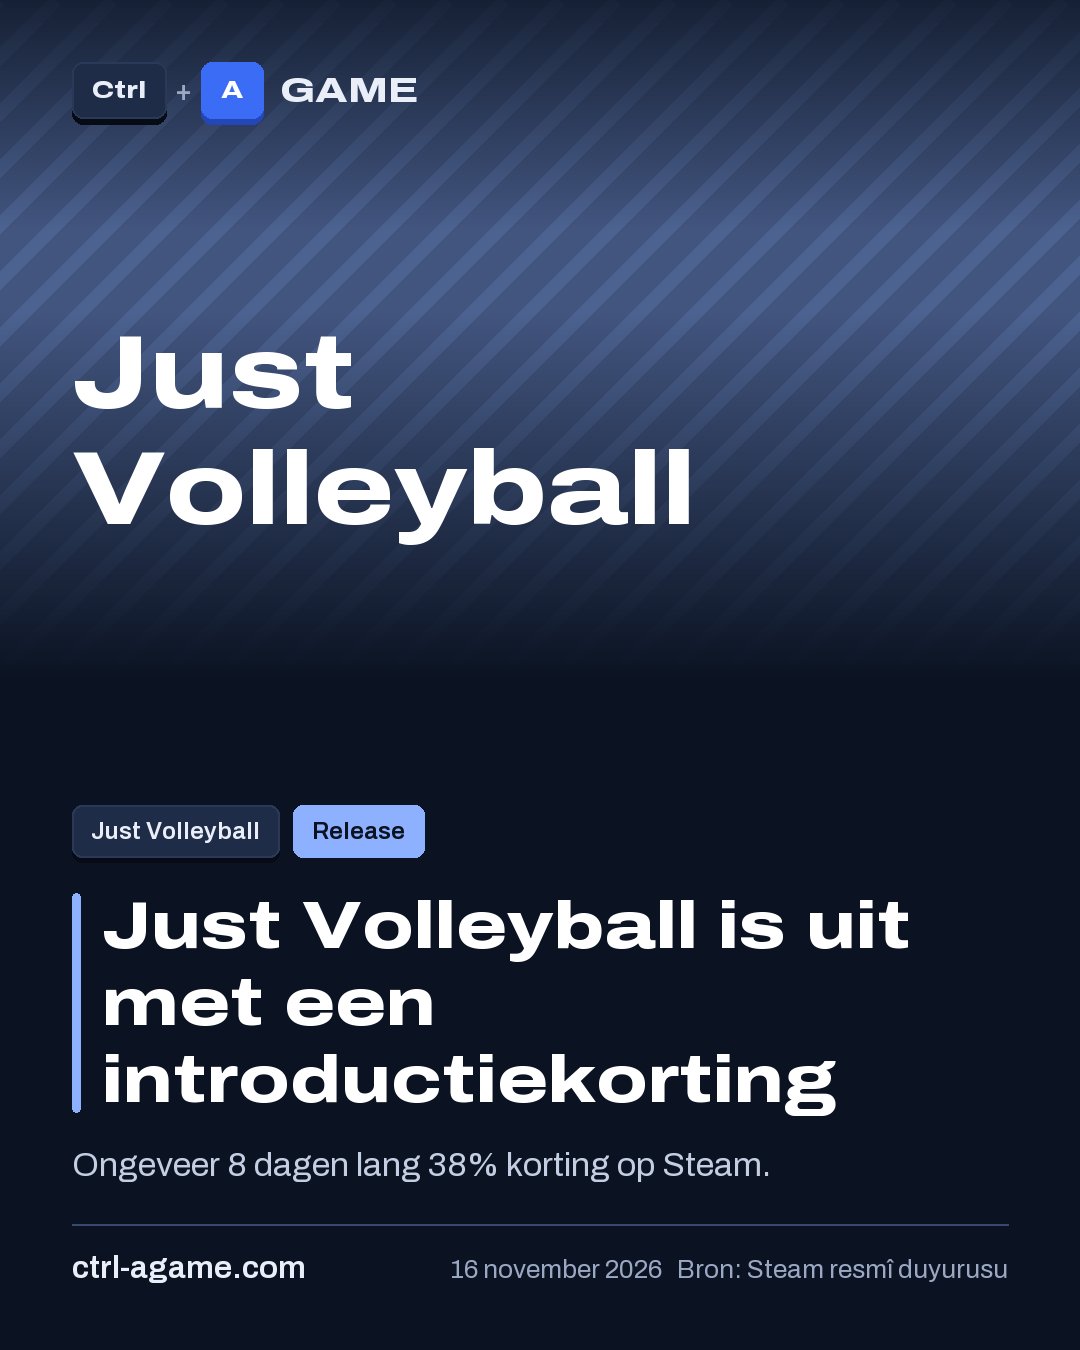 Ctrl + A GAME
Just
Volleyball
Just Volleyball Release
Just Volleyball is uit
met een
introductiekorting
Ongeveer 8 dagen lang 38% korting op Steam.
ctrl-agame.com 16 november 2026 Bron: Steam resmî duyurusu